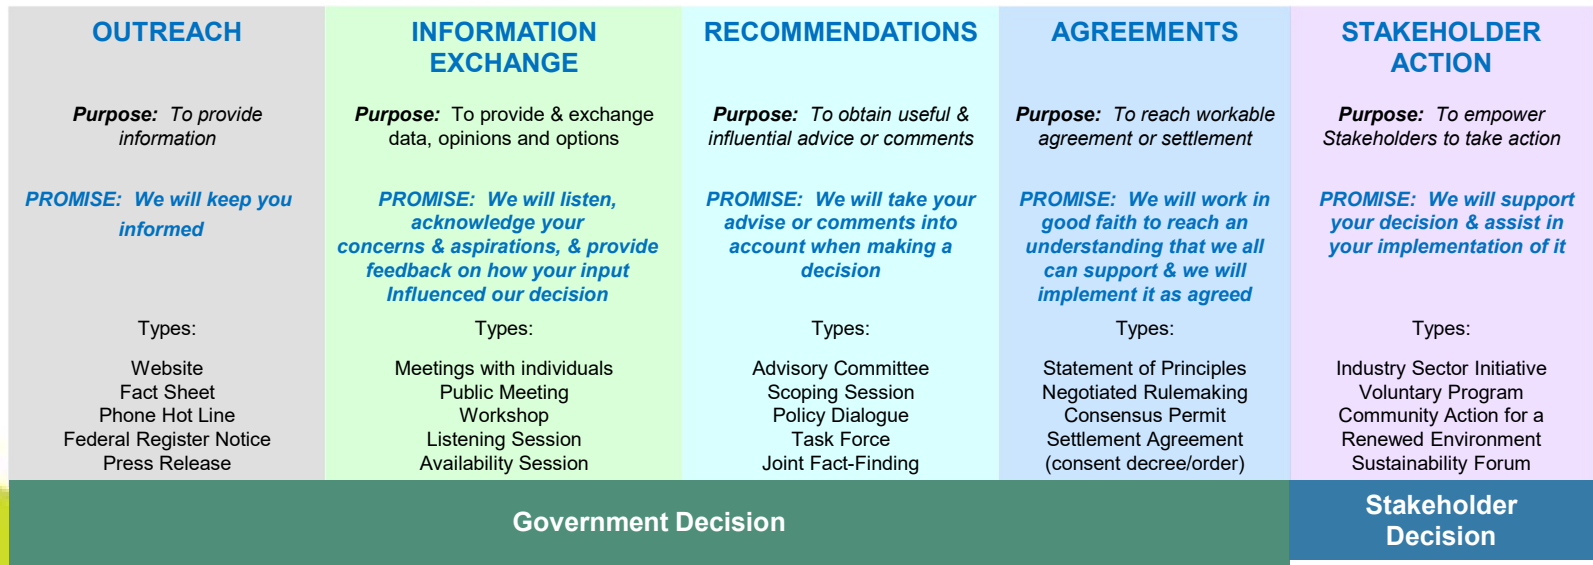 OUTREACH
Purpose: To provide
information
PROMISE: We will keep you
informed
Types:
Website
Fact Sheet
Phone Hot Line
Federal Register Notice
Press Release
INFORMATION
EXCHANGE
Purpose: To provide & exchange
data, opinions and options
PROMISE: We will listen,
acknowledge your
concerns & aspirations, & provide
feedback on how your input
Influenced our decision
Types:
Meetings with individuals
Public Meeting
Workshop
Listening Session
Availability Session
RECOMMENDATIONS
Purpose: To obtain useful &
influential advice or comments
PROMISE: We will take your
advise or comments into
account when making a
decision
Types:
Advisory Committee
Scoping Session
Policy Dialogue
Task Force
Joint Fact-Finding
AGREEMENTS
Purpose: To reach workable
agreement or settlement
PROMISE: We will work in
good faith to reach an
understanding that we all
can support & we will
implement it as agreed
Types:
Statement of Principles
Negotiated Rulemaking
Consensus Permit
Settlement Agreement
(consent decree/order)
STAKEHOLDER
ACTION
Purpose: To empower
Stakeholders to take action
PROMISE: We will support
your decision & assist in
your implementation of it
Types:
Industry Sector Initiative
Voluntary Program
Community Action for a
Renewed Environment
Sustainability Forum
Government Decision
Stakeholder
Decision